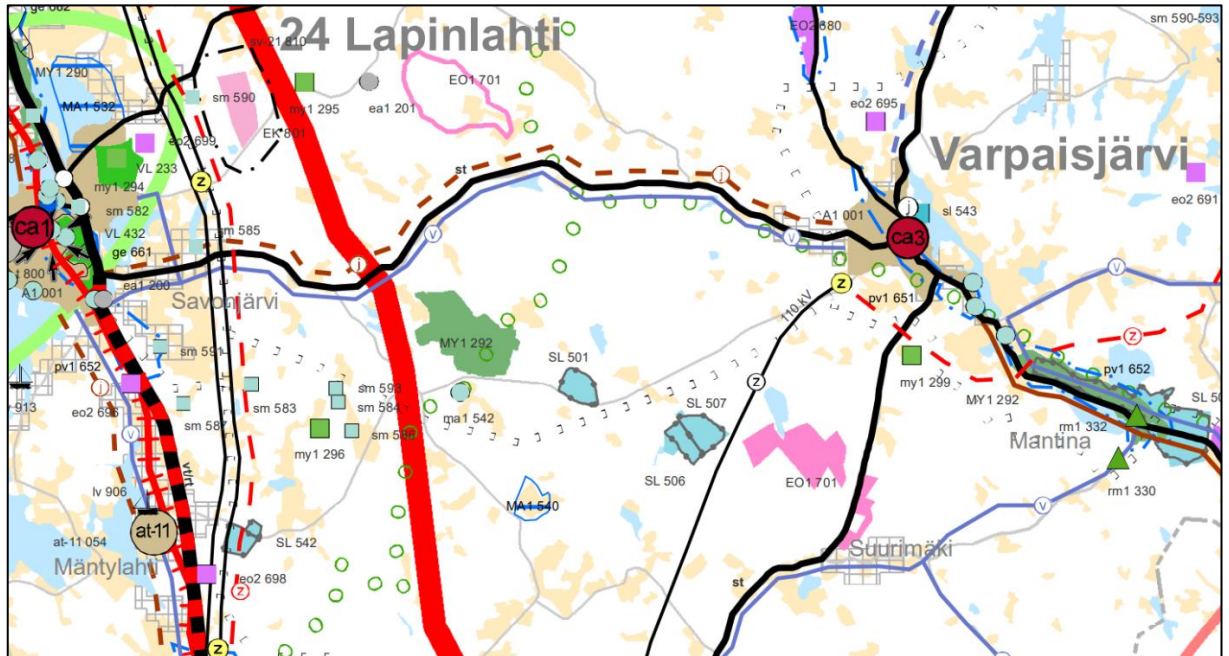 ge 662
24 Lapinlahti
sv-21 810
EO2 680
sm 590-593
MY1 290
MA1 532
sm 590
my1 295
ea1 201
EO1 701
eo2 695
EK 801
eo2 699
VL 233
Varpaisjärvi
eo2 691
my1 294
z
st
j
sm 582
A1 001
j
sl 543
ca1
VL 432
sm 585
v
v
ca3
ge 661
j
t 800
ea1 200
A1 001
Savonjärvi
z
pv1 651
v
110 kV
z
MY1 292
sm 591
SL 501
pv1 652
my1 299
pv1 652
j
z
sm 593
MY1 292
913
eo2 696
sm 583
sm 584
ma1 542
SL 507
rm1 332
v
sm 587
sm 586
Mantina
my1 296
vt/rt
SL 506
EO1 701
rm1 330
lv 906
MA1 540
v
at-11
at-11 054
SL 542
Suurimäki
Mäntylahti
eo2 698
st
z
z
v